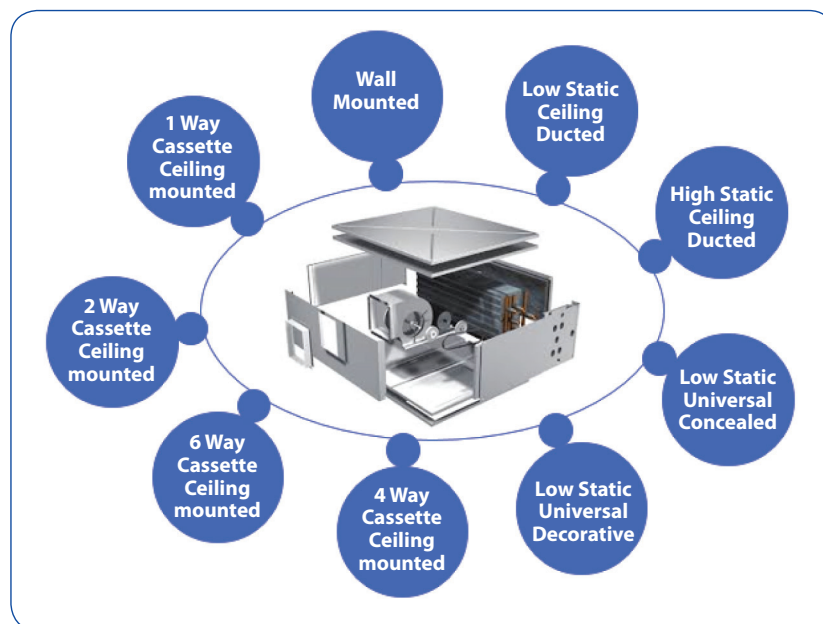 Wall
Mounted
Low Static
Ceiling
Ducted
High Static
Ceiling
Ducted
Low Static
Universal
Concealed
Low Static
Universal
Decorative
4 Way
Cassette
Ceiling
mounted
6 Way
Cassette
Ceiling
mounted
2 Way
Cassette
Ceiling
mounted
1 Way
Cassette
Ceiling
mounted